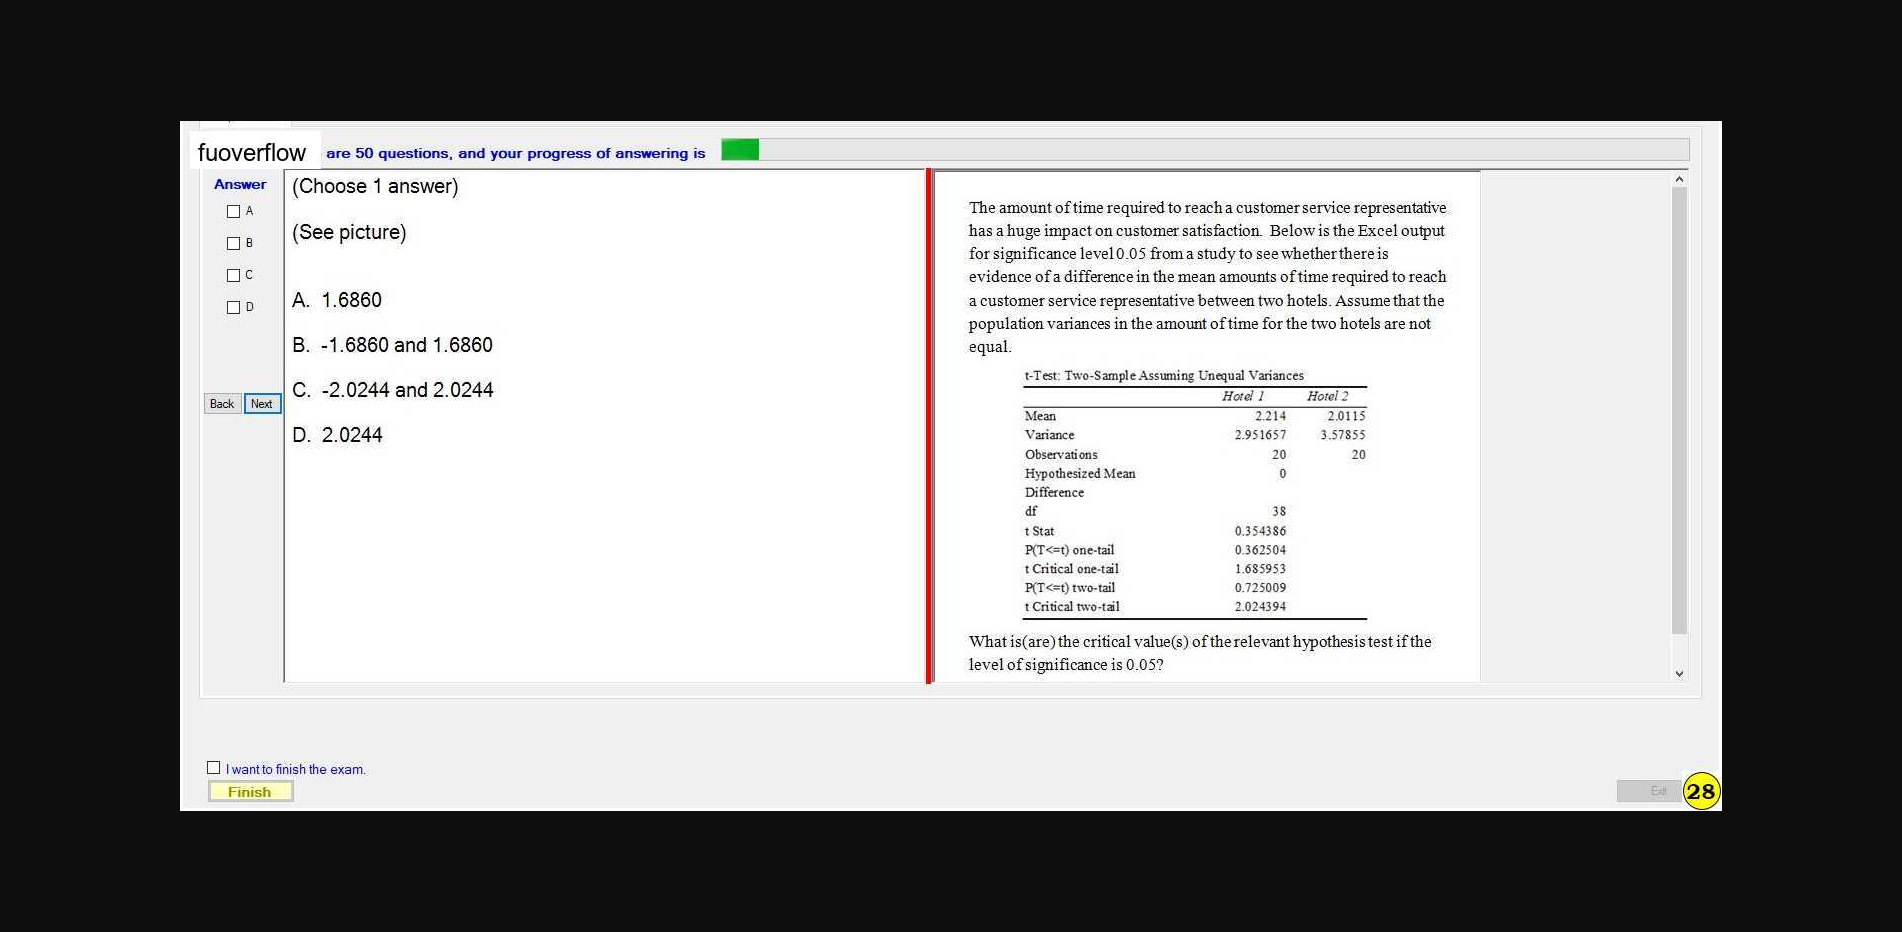 fuoverflow are 50 questions, and your progress of answering is
Answer
A
B
C
D
Back Next
(Choose 1 answer)
(See picture)
A. 1.6860
B. -1.6860 and 1.6860
C. -2.0244 and 2.0244
D. 2.0244
The amount of time required to reach a customer service representative
has a huge impact on customer satisfaction. Below is the Excel output
for significance level 0.05 from a study to see whether there is
evidence of a difference in the mean amounts of time required to reach
a customer service representative between two hotels. Assume that the
population variances in the amount of time for the two hotels are not
equal.
t-Test: Two-Sample Assuming Unequal Variances
Hotel 1 Hotel 2
Mean 2.214 2.0115
Variance 2.951657 3.57855
Observations 20 20
Hypothesized Mean 0
Difference
df 38
t Stat 0.354386
P(T<=t) one-tail 0.362504
t Critical one-tail 1.685953
P(T<=t) two-tail 0.725009
t Critical two-tail 2.024394
What is(are) the critical value(s) of the relevant hypothesis test if the
level of significance is 0.05?
I want to finish the exam.
Finish
Exit 28